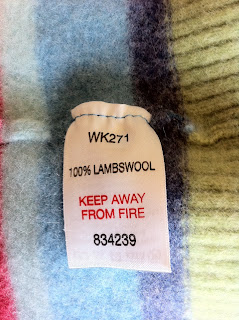 WK271
100% LAMBSWOOL
KEEP AWAY
FROM FIRE
834239